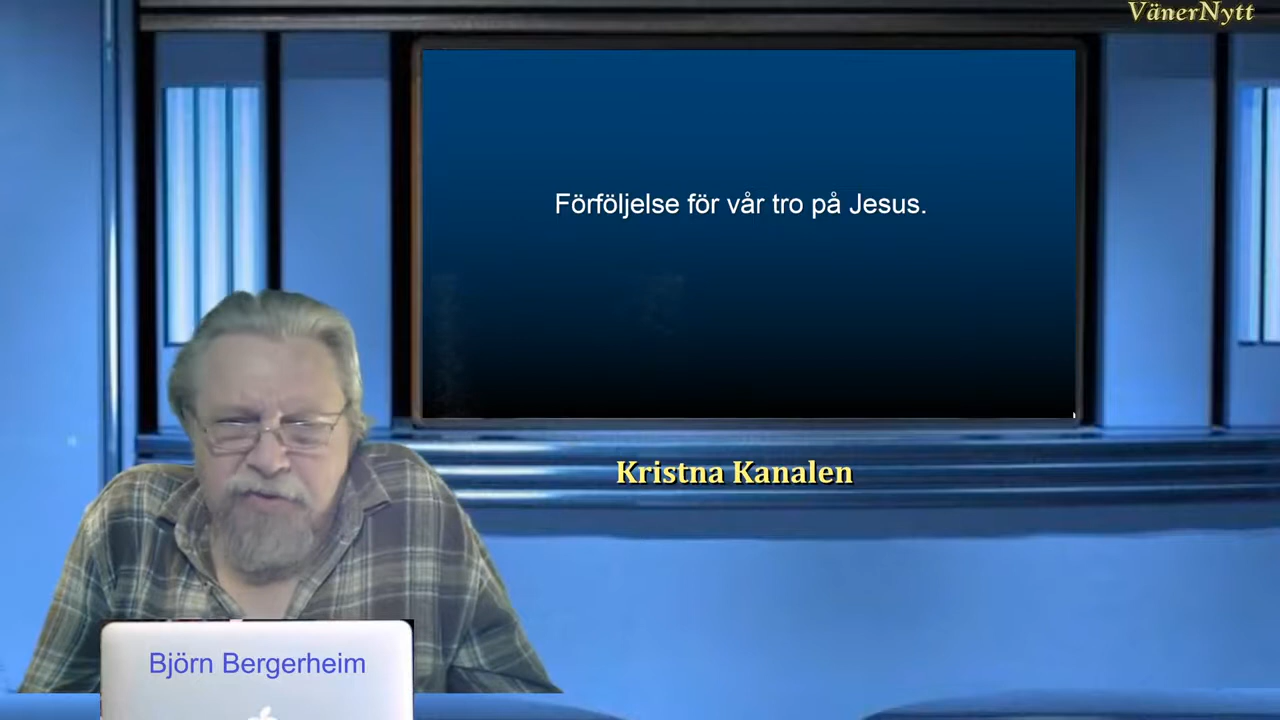 VänerNytt
Förföljelse för vår tro på Jesus.
Kristna Kanalen
Björn Bergerheim